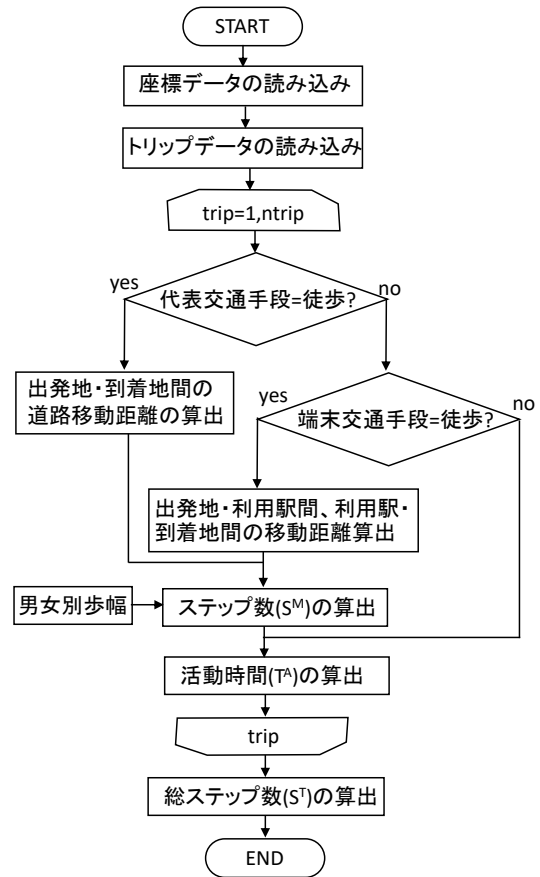 START
座標データの読み込み
トリップデータの読み込み
trip=1,ntrip
yes
代表交通手段=徒歩?
no
出発地・到着地間の
道路移動距離の算出
yes
端末交通手段=徒歩?
no
出発地・利用駅間、利用駅・
到着地間の移動距離算出
男女別歩幅
ステップ数(Sᴹ)の算出
活動時間(Tᴬ)の算出
trip
総ステップ数(Sᵀ)の算出
END